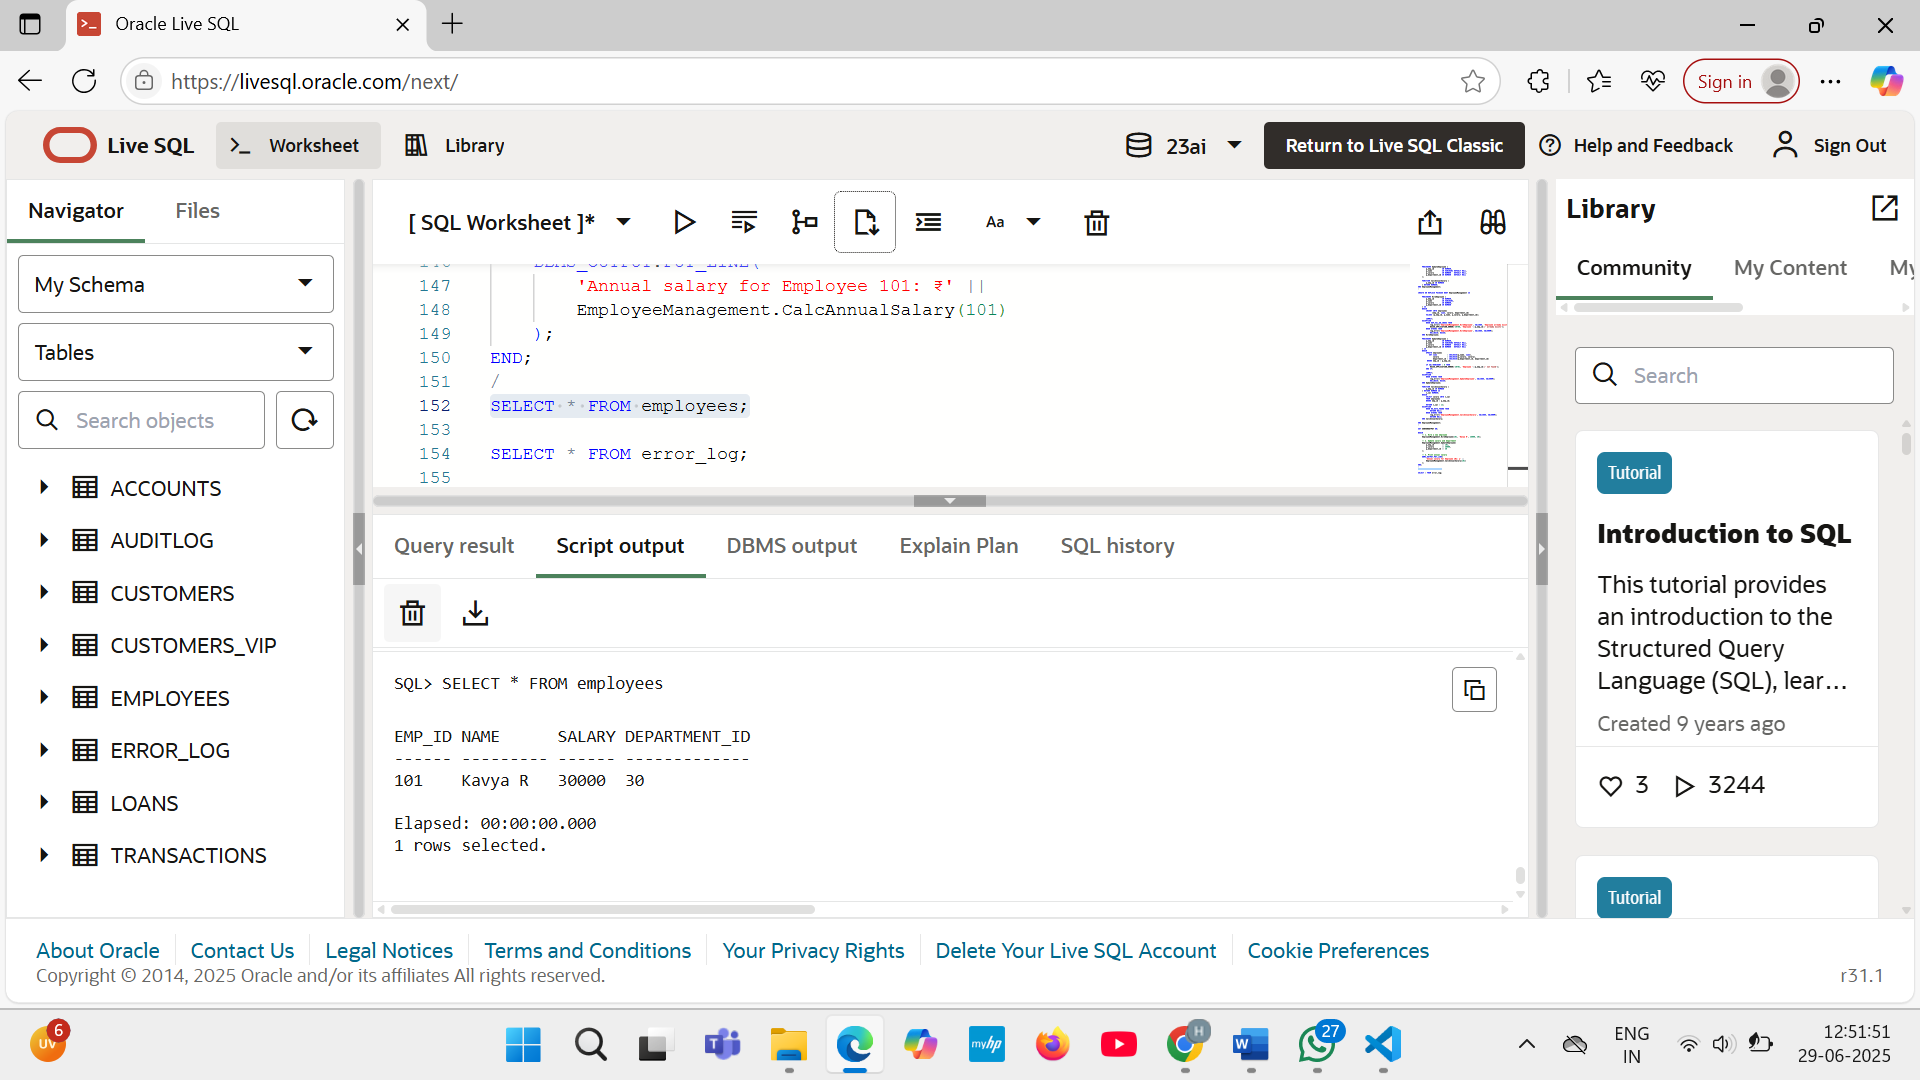 Oracle Live SQL
https://livesql.oracle.com/next/
Sign in
Live SQL
Worksheet
Library
23ai
Return to Live SQL Classic
Help and Feedback
Sign Out
Navigator
Files
My Schema
Tables
Search objects
ACCOUNTS
AUDITLOG
CUSTOMERS
CUSTOMERS_VIP
EMPLOYEES
ERROR_LOG
LOANS
TRANSACTIONS
[ SQL Worksheet ]*
Aa
146 DBMS_OUTPUT.PUT_LINE(
147 'Annual salary for Employee 101: ₹' ||
148 EmployeeManagement.CalcAnnualSalary(101)
149 );
150 END;
151 /
152 SELECT * FROM employees;
153
154 SELECT * FROM error_log;
155
Query result
Script output
DBMS output
Explain Plan
SQL history
SQL> SELECT * FROM employees
EMP_ID NAME SALARY DEPARTMENT_ID
------ --------- ------ -------------
101 Kavya R 30000 30
Elapsed: 00:00:00.000
1 rows selected.
Library
Community
My Content
My
Search
Tutorial
Introduction to SQL
This tutorial provides
an introduction to the
Structured Query
Language (SQL), lear...
Created 9 years ago
3
3244
Tutorial
About Oracle
Contact Us
Legal Notices
Terms and Conditions
Your Privacy Rights
Delete Your Live SQL Account
Cookie Preferences
Copyright © 2014, 2025 Oracle and/or its affiliates All rights reserved.
r31.1
UV
6
myhp
H
27
ENG
IN
12:51:51
29-06-2025